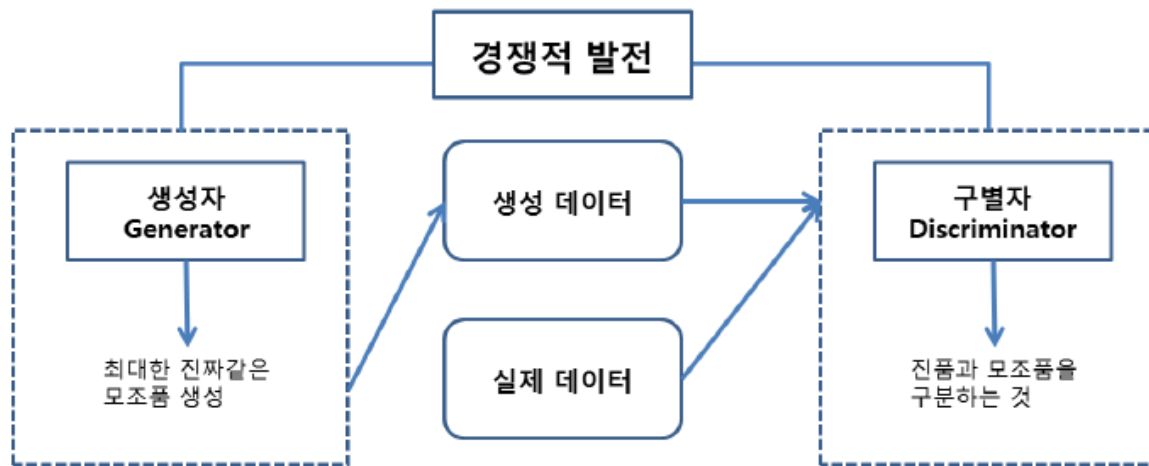 경쟁적 발전
생성자
Generator
최대한 진짜같은
모조품 생성
생성 데이터
실제 데이터
구별자
Discriminator
진품과 모조품을
구분하는 것